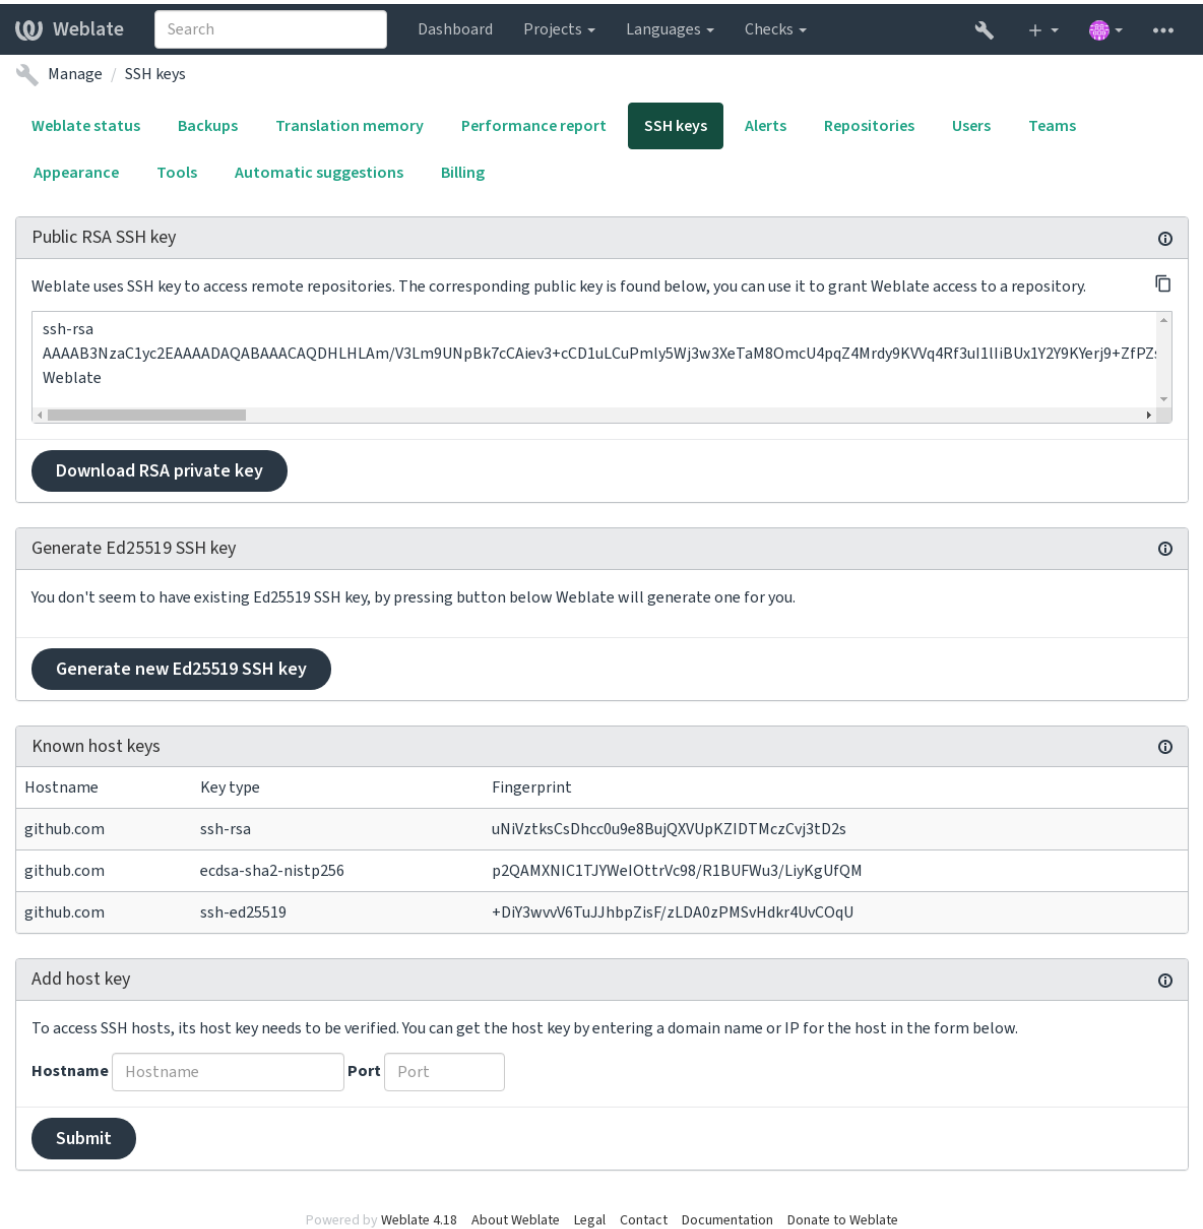 Weblate Search Dashboard Projects Languages Checks
Manage / SSH keys
Weblate status Backups Translation memory Performance report SSH keys Alerts Repositories Users Teams
Appearance Tools Automatic suggestions Billing
Public RSA SSH key
Weblate uses SSH key to access remote repositories. The corresponding public key is found below, you can use it to grant Weblate access to a repository.
ssh-rsa
AAAAB3NzaC1yc2EAAAADAQABAAACAQDHLHLAm/V3Lm9UNpBk7cCAiev3+cCD1uLCuPmly5Wj3w3XeTaM8OmcU4pqZ4Mrdy9KVVq4Rf3uI1lIiBUx1Y2Y9KYerj9+ZfPZs
Weblate
Download RSA private key
Generate Ed25519 SSH key
You don't seem to have existing Ed25519 SSH key, by pressing button below Weblate will generate one for you.
Generate new Ed25519 SSH key
Known host keys
Hostname Key type Fingerprint
github.com ssh-rsa uNiVztksCsDhcc0u9e8BujQXVUpKZIDTMczCvj3tD2s
github.com ecdsa-sha2-nistp256 p2QAMXNIC1TJYWeIOttrVc98/R1BUFWu3/LiyKgUfQM
github.com ssh-ed25519 +DiY3wvvV6TuJJhbpZisF/zLDA0zPMSvHdkr4UvCOqU
Add host key
To access SSH hosts, its host key needs to be verified. You can get the host key by entering a domain name or IP for the host in the form below.
Hostname Hostname Port Port
Submit
Powered by Weblate 4.18 About Weblate Legal Contact Documentation Donate to Weblate